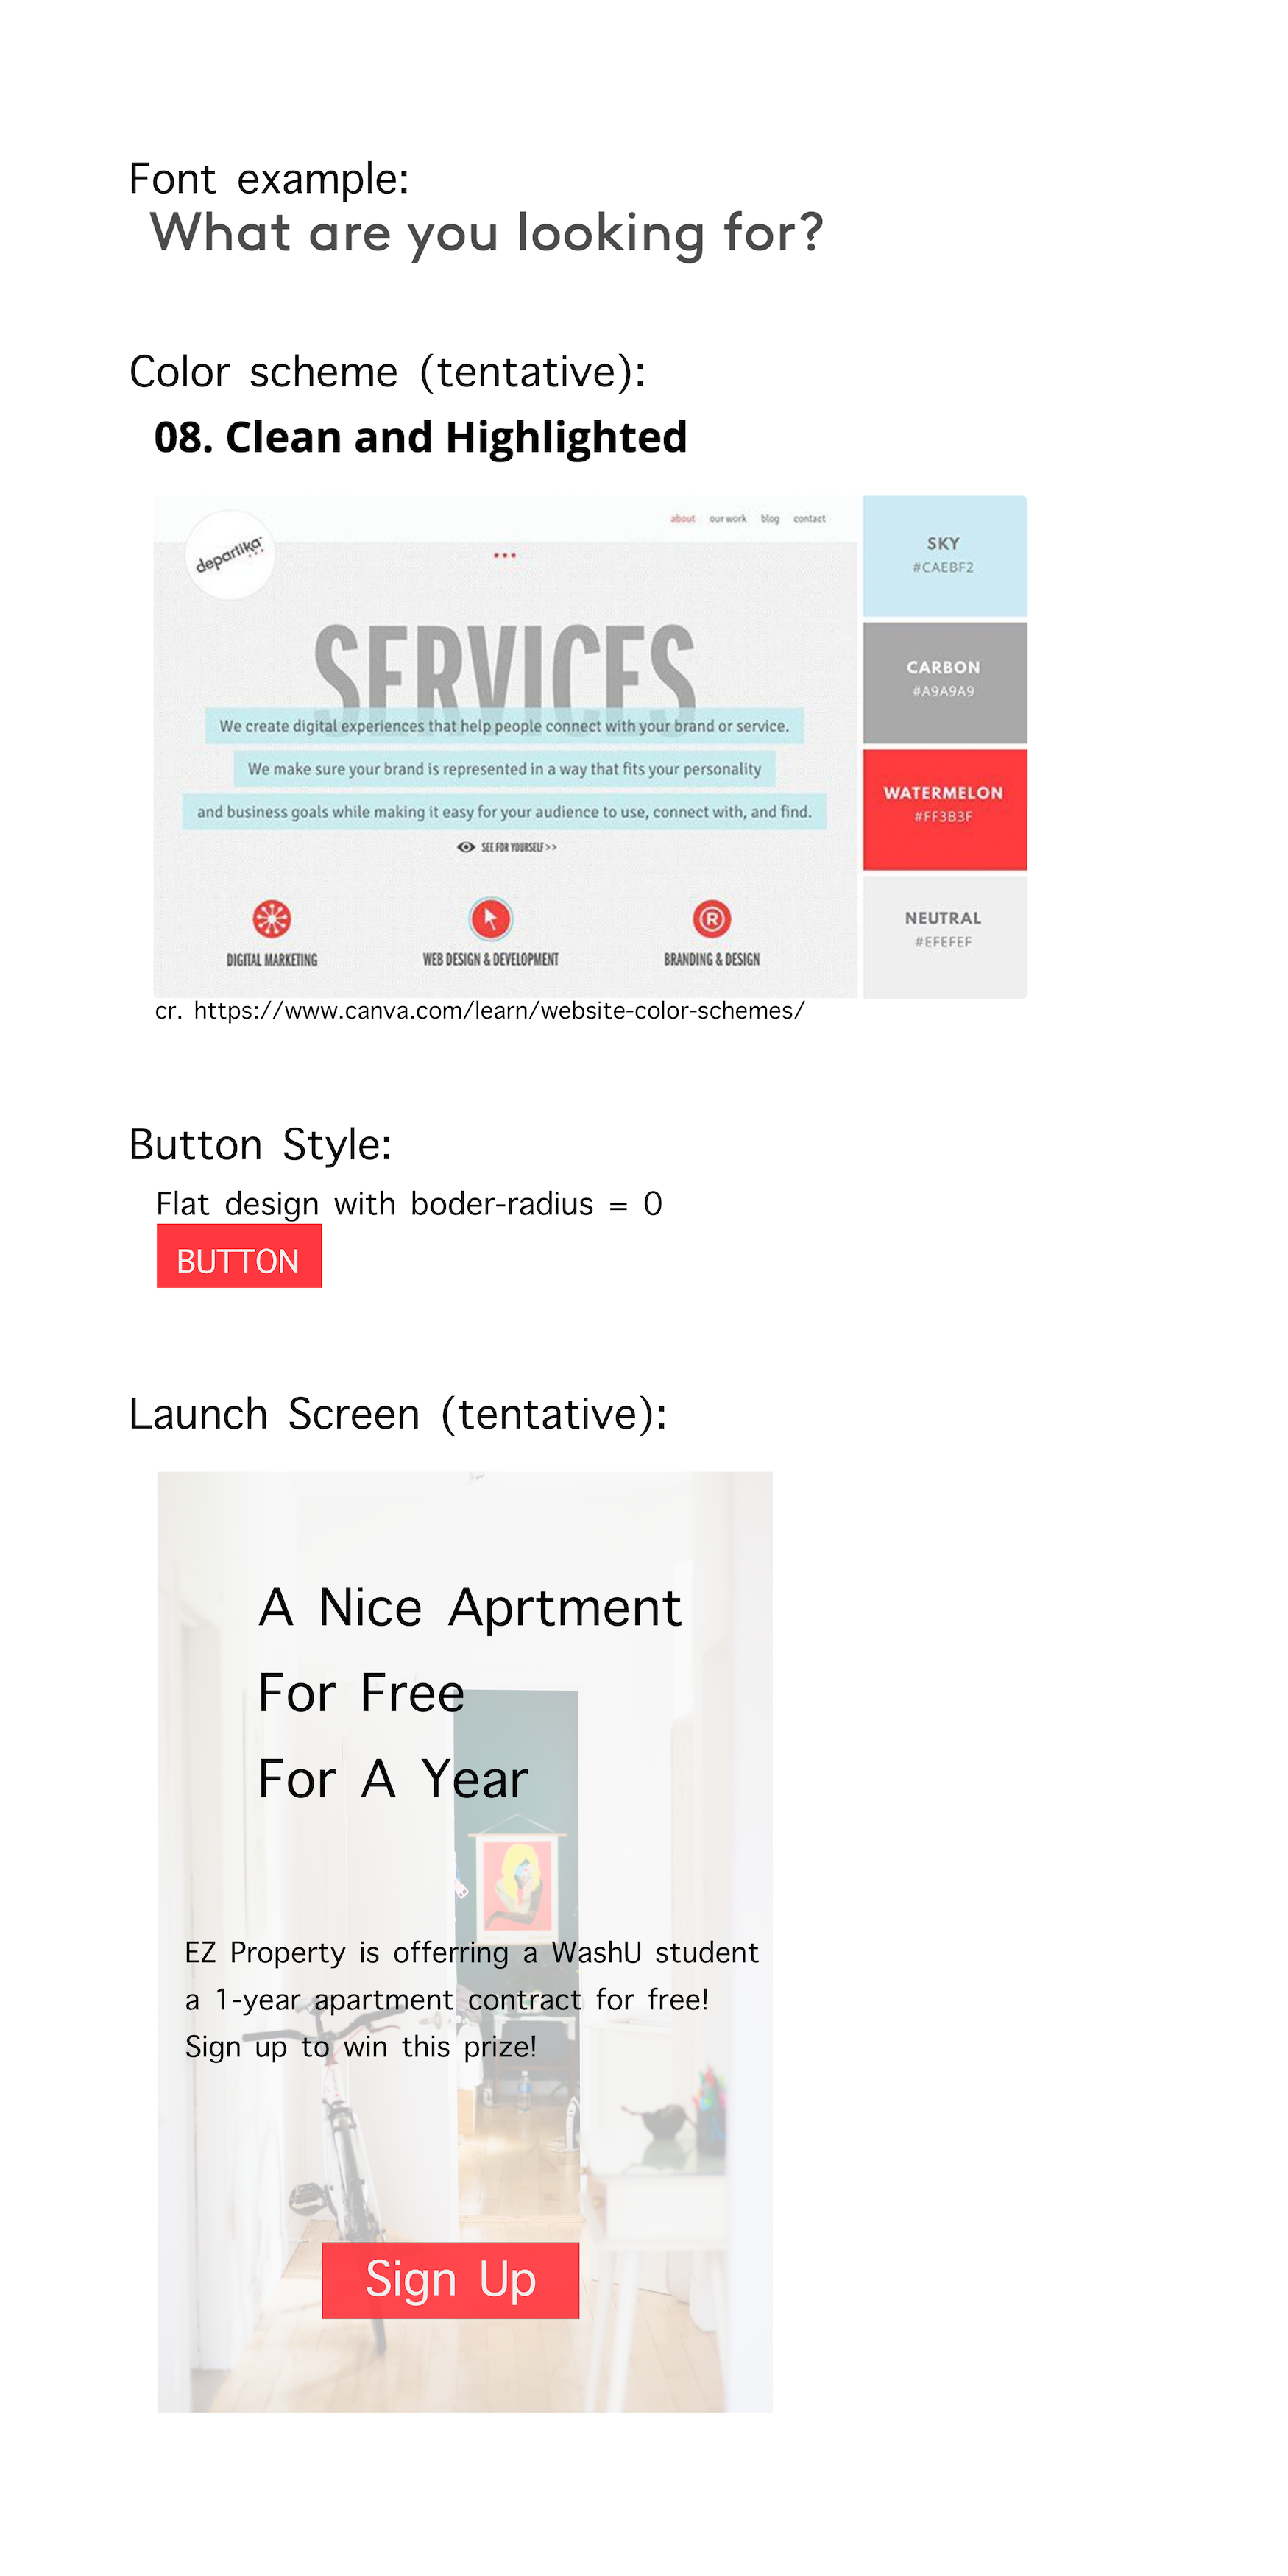 Font example:
What are you looking for?
Color scheme (tentative):
08. Clean and Highlighted
departika
about our work blog contact
SERVICES
We create digital experiences that help people connect with your brand or service.
We make sure your brand is represented in a way that fits your personality
and business goals while making it easy for your audience to use, connect with, and find.
SEE FOR YOURSELF >>
DIGITAL MARKETING
WEB DESIGN & DEVELOPMENT
®
BRANDING & DESIGN
SKY
#CAEBF2
CARBON
#A9A9A9
WATERMELON
#FF3B3F
NEUTRAL
#EFEFEF
cr. https://www.canva.com/learn/website-color-schemes/
Button Style:
Flat design with boder-radius = 0
BUTTON
Launch Screen (tentative):
A Nice Aprtment
For Free
For A Year
EZ Property is offerring a WashU student
a 1-year apartment contract for free!
Sign up to win this prize!
Sign Up